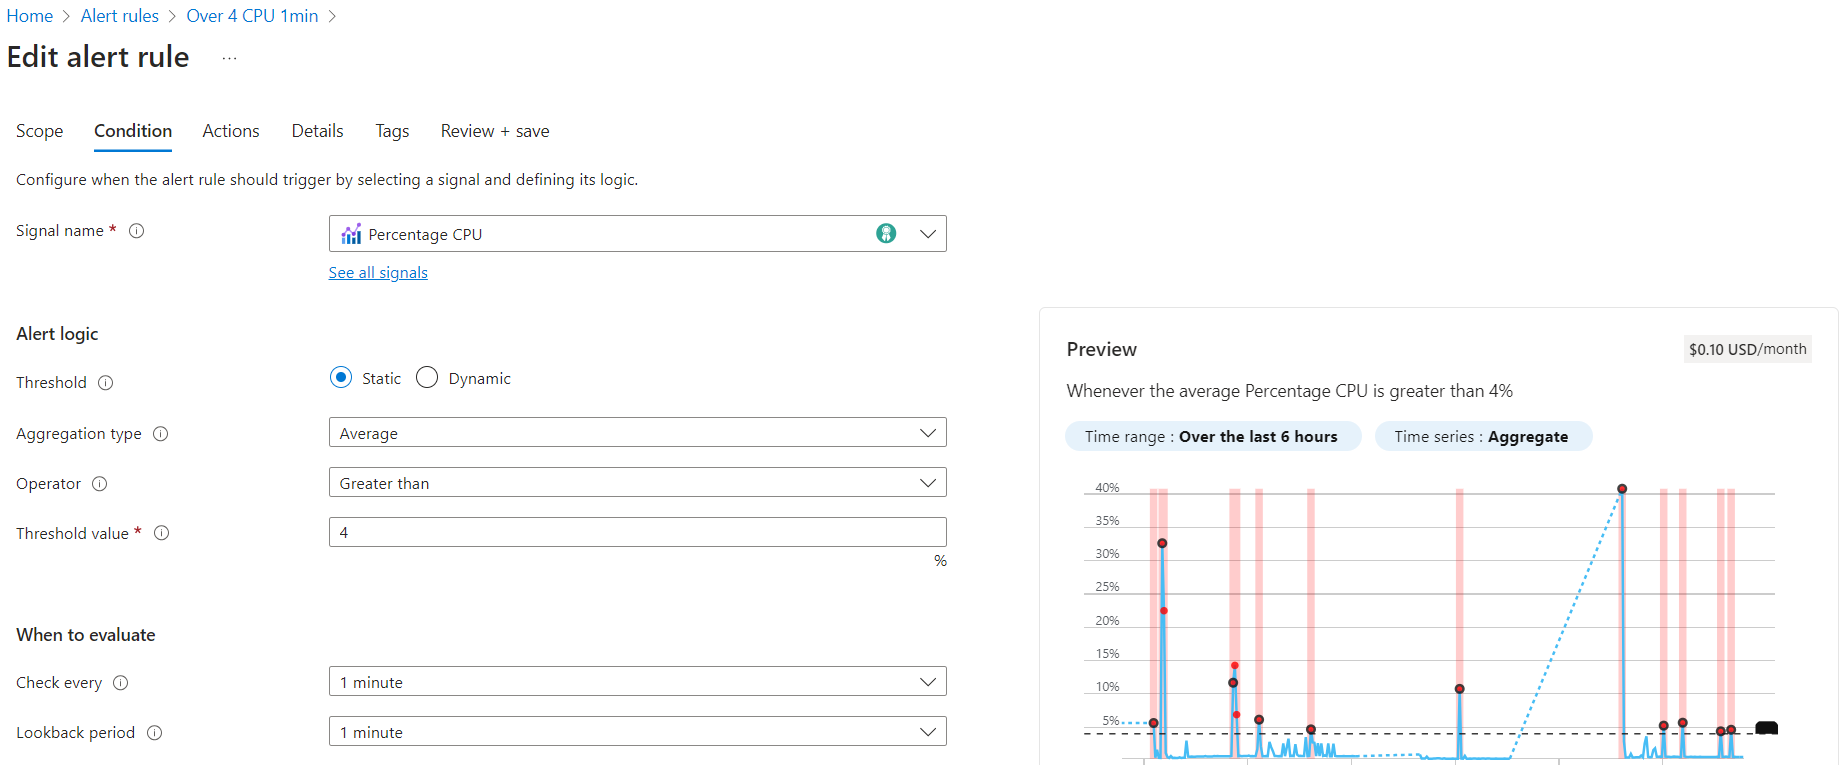 Home > Alert rules > Over 4 CPU 1min >
Edit alert rule ...
Scope Condition Actions Details Tags Review + save
Configure when the alert rule should trigger by selecting a signal and defining its logic.
Signal name * Percentage CPU
See all signals
Alert logic
Threshold Static Dynamic
Aggregation type Average
Operator Greater than
Threshold value * 4
%
When to evaluate
Check every 1 minute
Lookback period 1 minute
Preview $0.10 USD/month
Whenever the average Percentage CPU is greater than 4%
Time range : Over the last 6 hours Time series : Aggregate
40%
35%
30%
25%
20%
15%
10%
5%